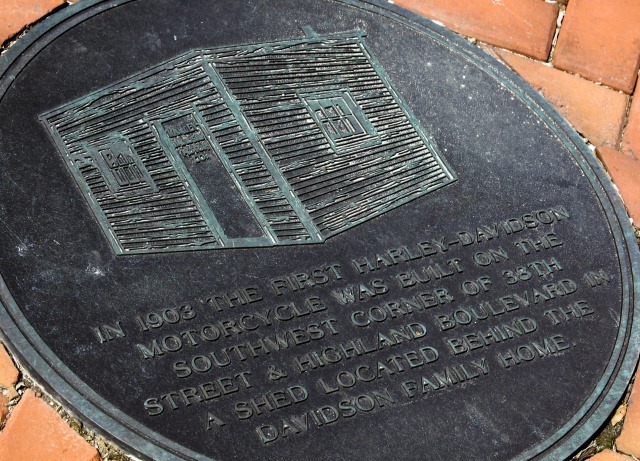 IN 1903 THE FIRST HARLEY-DAVIDSON
MOTORCYCLE WAS BUILT ON THE
SOUTHWEST CORNER OF 38TH
STREET & HIGHLAND BOULEVARD IN
A SHED LOCATED BEHIND THE
DAVIDSON FAMILY HOME.